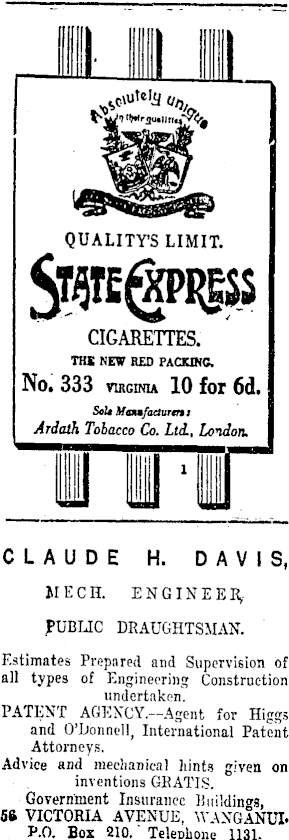 Absolutely unique
in their qualities
QUALITY'S LIMIT.
STATE EXPRESS
CIGARETTES.
THE NEW RED PACKING.
No. 333 VIRGINIA 10 for 6d.
Sole Manufacturers:
Ardath Tobacco Co. Ltd., London.
1
CLAUDE H. DAVIS,
MECH. ENGINEER,
PUBLIC DRAUGHTSMAN.
Estimates Prepared and Supervision of
all types of Engineering Construction
undertaken.
PATENT AGENCY.—Agent for Higgs
and O'Donnell, International Patent
Attorneys.
Advice and mechanical hints given on
inventions GRATIS.
Government Insurance Buildings,
56 VICTORIA AVENUE, WANGANUI.
P.O. Box 210. Telephone 1131.